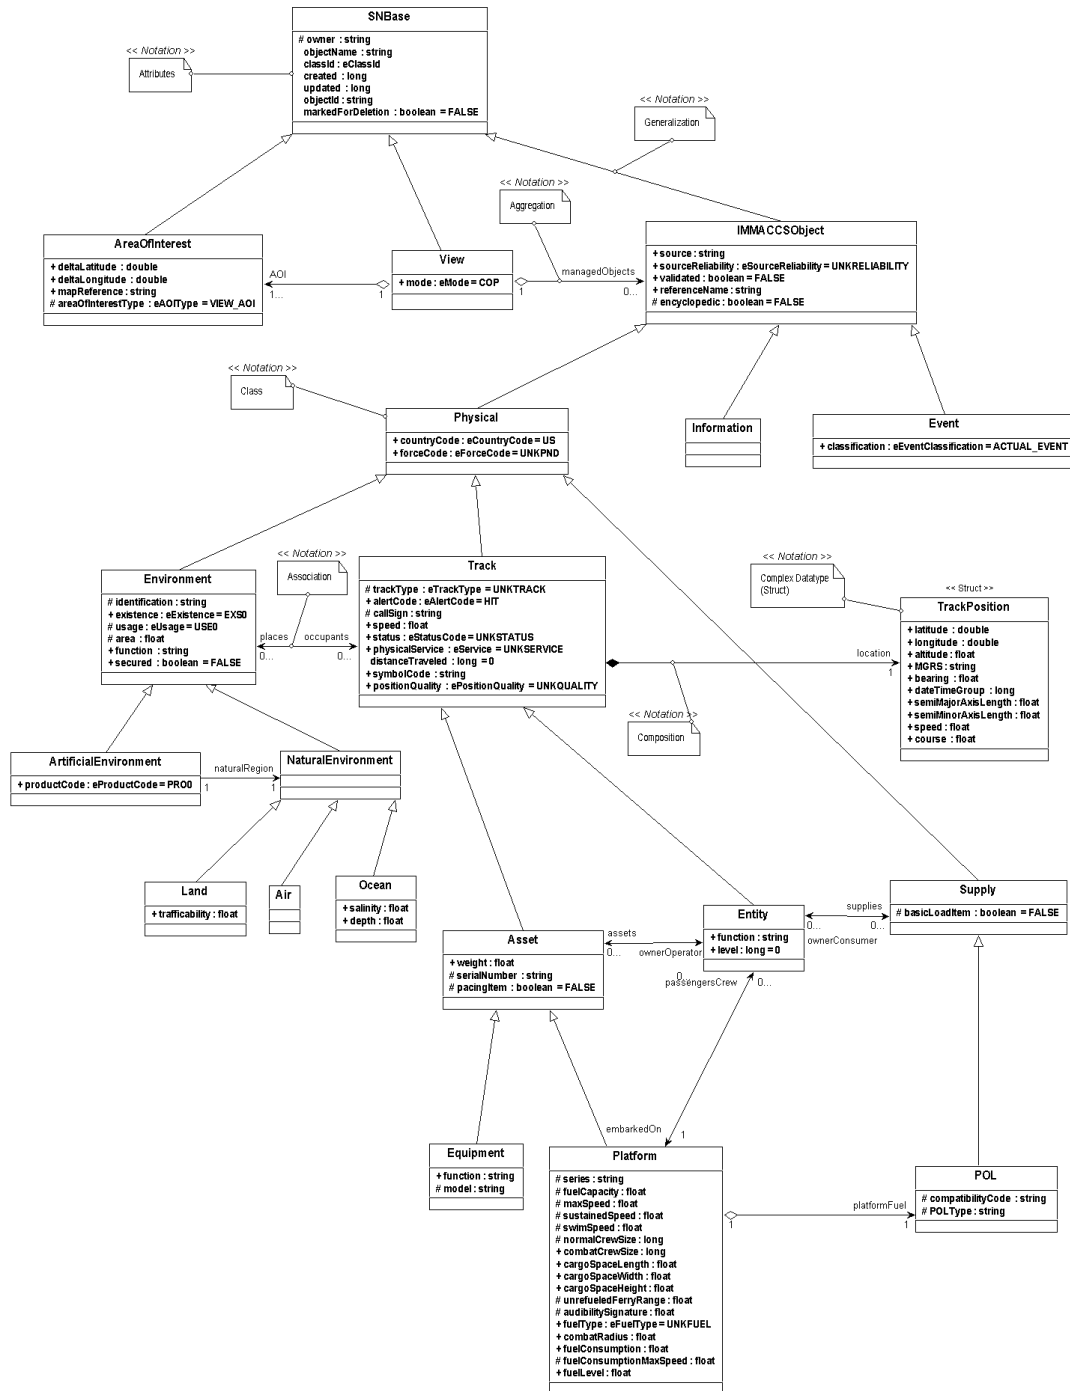 SNBase
# owner : string
objectName : string
classId : eClassId
created : long
updated : long
objectId : string
markedForDeletion : boolean = FALSE
<< Notation >>
Attributes
<< Notation >>
Generalization
<< Notation >>
Aggregation
AreaOfInterest
+ deltaLatitude : double
+ deltaLongitude : double
+ mapReference : string
# areaOfInterestType : eAOIType = VIEW_AOI
AOI
1...
1
View
+ mode : eMode = COP
1
managedObjects
0...
IMMACCSObject
+ source : string
+ sourceReliability : eSourceReliability = UNKRELIABILITY
+ validated : boolean = FALSE
+ referenceName : string
# encyclopedic : boolean = FALSE
<< Notation >>
Class
Physical
+ countryCode : eCountryCode = US
+ forceCode : eForceCode = UNKPND
Information
Event
+ classification : eEventClassification = ACTUAL_EVENT
Environment
# identification : string
+ existence : eExistence = EXS0
# usage : eUsage = USE0
# area : float
+ function : string
+ secured : boolean = FALSE
<< Notation >>
Association
places
occupants
0...
0...
Track
# trackType : eTrackType = UNKTRACK
+ alertCode : eAlertCode = HIT
# callSign : string
+ speed : float
+ status : eStatusCode = UNKSTATUS
+ physicalService : eService = UNKSERVICE
distanceTraveled : long = 0
+ symbolCode : string
+ positionQuality : ePositionQuality = UNKQUALITY
<< Notation >>
Complex Datatype
(Struct)
<< Struct >>
TrackPosition
+ latitude : double
+ longitude : double
+ altitude : float
+ MGRS : string
+ bearing : float
+ dateTimeGroup : long
+ semiMajorAxisLength : float
+ semiMinorAxisLength : float
+ speed : float
+ course : float
location
1
<< Notation >>
Composition
ArtificialEnvironment
+ productCode : eProductCode = PRO0
naturalRegion
1
1
NaturalEnvironment
Land
+ trafficability : float
Air
Ocean
+ salinity : float
+ depth : float
Asset
+ weight : float
# serialNumber : string
# pacingItem : boolean = FALSE
assets
0...
ownerOperator
0...
passengersCrew
0...
Entity
+ function : string
+ level : long = 0
supplies
0...
0...
ownerConsumer
Supply
# basicLoadItem : boolean = FALSE
embarkedOn
1
Equipment
+ function : string
# model : string
Platform
# series : string
# fuelCapacity : float
# maxSpeed : float
# sustainedSpeed : float
# swimSpeed : float
# normalCrewSize : long
+ combatCrewSize : long
+ cargoSpaceLength : float
+ cargoSpaceWidth : float
+ cargoSpaceHeight : float
# unrefueledFerryRange : float
# audibilitySignature : float
+ fuelType : eFuelType = UNKFUEL
+ combatRadius : float
+ fuelConsumption : float
# fuelConsumptionMaxSpeed : float
+ fuelLevel : float
1
platformFuel
1
POL
# compatibilityCode : string
# POLType : string